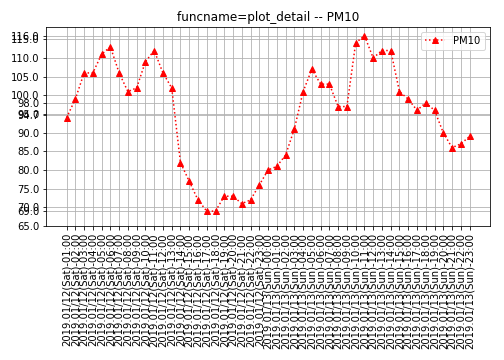 funcname=plot_detail -- PM10
PM10
116.0
115.0
110.0
105.0
100.0
98.0
95.0
94.0
90.0
85.0
80.0
75.0
70.0
69.0
65.0
2019.01/12(Sat)-01:00
2019.01/12(Sat)-02:00
2019.01/12(Sat)-03:00
2019.01/12(Sat)-04:00
2019.01/12(Sat)-05:00
2019.01/12(Sat)-06:00
2019.01/12(Sat)-07:00
2019.01/12(Sat)-08:00
2019.01/12(Sat)-09:00
2019.01/12(Sat)-10:00
2019.01/12(Sat)-11:00
2019.01/12(Sat)-12:00
2019.01/12(Sat)-13:00
2019.01/12(Sat)-14:00
2019.01/12(Sat)-15:00
2019.01/12(Sat)-16:00
2019.01/12(Sat)-17:00
2019.01/12(Sat)-18:00
2019.01/12(Sat)-19:00
2019.01/12(Sat)-20:00
2019.01/12(Sat)-21:00
2019.01/12(Sat)-22:00
2019.01/12(Sat)-23:00
2019.01/13(Sun)-00:00
2019.01/13(Sun)-01:00
2019.01/13(Sun)-02:00
2019.01/13(Sun)-03:00
2019.01/13(Sun)-04:00
2019.01/13(Sun)-05:00
2019.01/13(Sun)-06:00
2019.01/13(Sun)-07:00
2019.01/13(Sun)-08:00
2019.01/13(Sun)-09:00
2019.01/13(Sun)-10:00
2019.01/13(Sun)-11:00
2019.01/13(Sun)-12:00
2019.01/13(Sun)-13:00
2019.01/13(Sun)-14:00
2019.01/13(Sun)-15:00
2019.01/13(Sun)-16:00
2019.01/13(Sun)-17:00
2019.01/13(Sun)-18:00
2019.01/13(Sun)-19:00
2019.01/13(Sun)-20:00
2019.01/13(Sun)-21:00
2019.01/13(Sun)-22:00
2019.01/13(Sun)-23:00